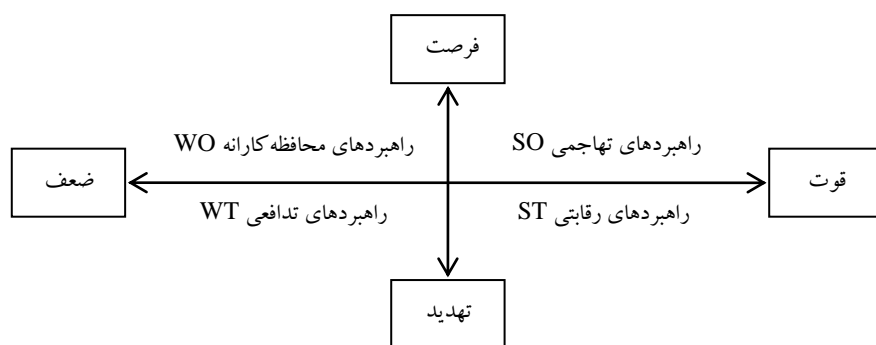 فرصت
راهبردهای تهاجمی SO
راهبردهای محافظه‌کارانه WO
قوت
ضعف
راهبردهای رقابتی ST
راهبردهای تدافعی WT
تهدید